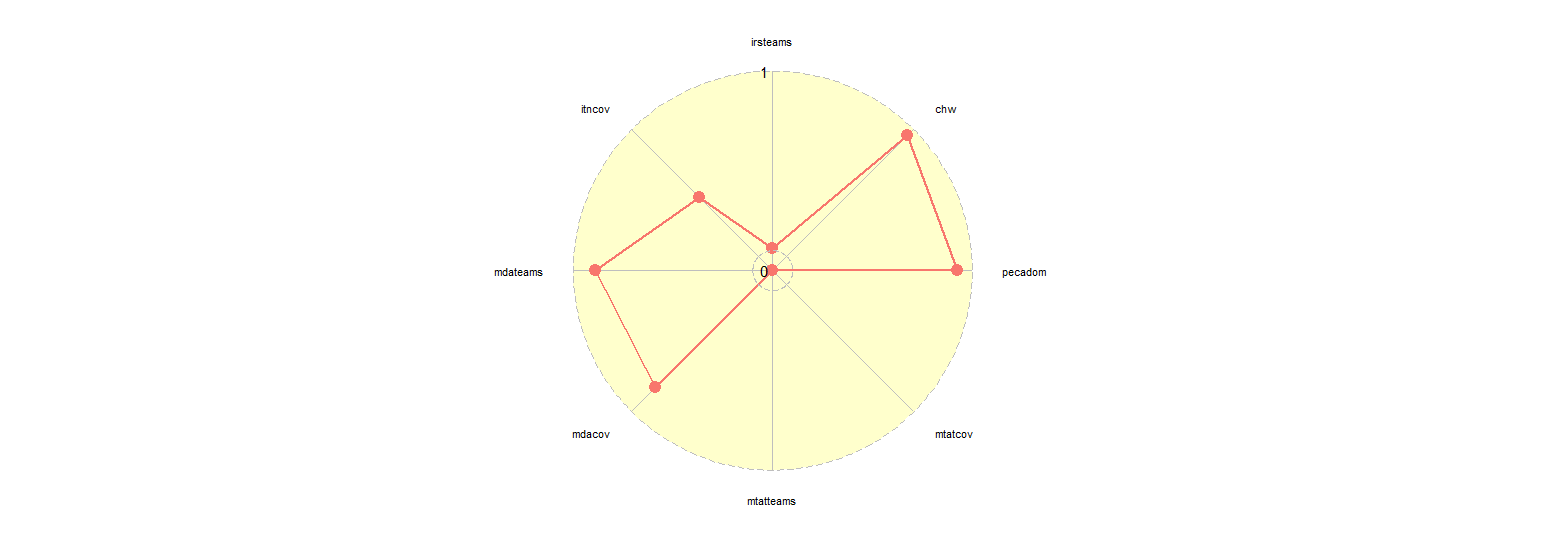 irsteams
1
itncov
chw
mdateams
0
pecadom
mdacov
mtatcov
mtatteams